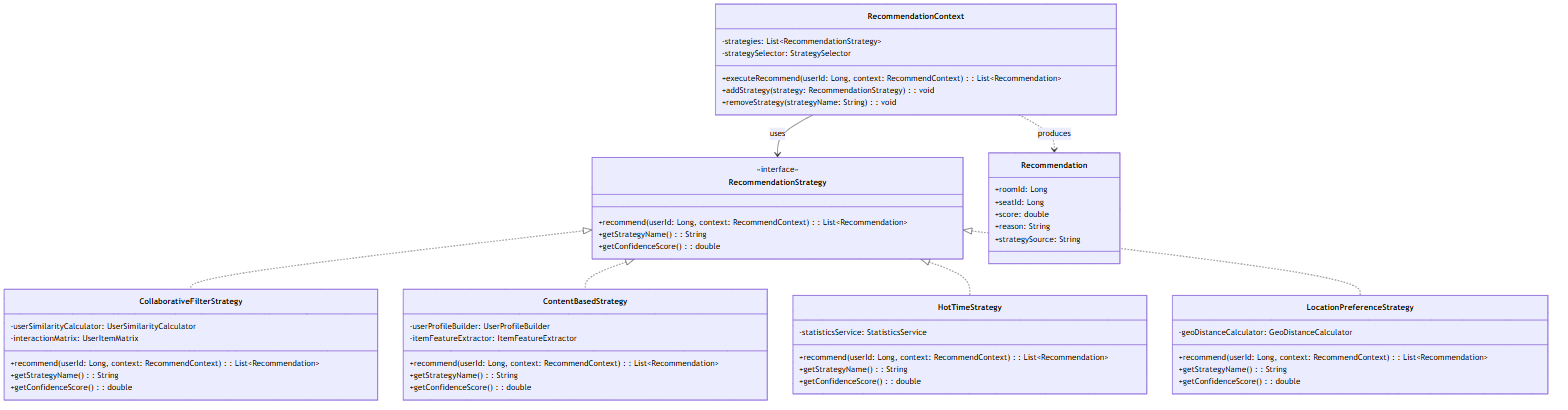 RecommendationContext
-strategies: List<RecommendationStrategy>
-strategySelector: StrategySelector
+executeRecommend(userId: Long, context: RecommendContext) : : List<Recommendation>
+addStrategy(strategy: RecommendationStrategy) : : void
+removeStrategy(strategyName: String) : : void
uses
produces
«interface»
RecommendationStrategy
+recommend(userId: Long, context: RecommendContext) : : List<Recommendation>
+getStrategyName() : : String
+getConfidenceScore() : : double
Recommendation
+roomId: Long
+seatId: Long
+score: double
+reason: String
+strategySource: String
CollaborativeFilterStrategy
-userSimilarityCalculator: UserSimilarityCalculator
-interactionMatrix: UserItemMatrix
+recommend(userId: Long, context: RecommendContext) : : List<Recommendation>
+getStrategyName() : : String
+getConfidenceScore() : : double
ContentBasedStrategy
-userProfileBuilder: UserProfileBuilder
-itemFeatureExtractor: ItemFeatureExtractor
+recommend(userId: Long, context: RecommendContext) : : List<Recommendation>
+getStrategyName() : : String
+getConfidenceScore() : : double
HotTimeStrategy
-statisticsService: StatisticsService
+recommend(userId: Long, context: RecommendContext) : : List<Recommendation>
+getStrategyName() : : String
+getConfidenceScore() : : double
LocationPreferenceStrategy
-geoDistanceCalculator: GeoDistanceCalculator
+recommend(userId: Long, context: RecommendContext) : : List<Recommendation>
+getStrategyName() : : String
+getConfidenceScore() : : double